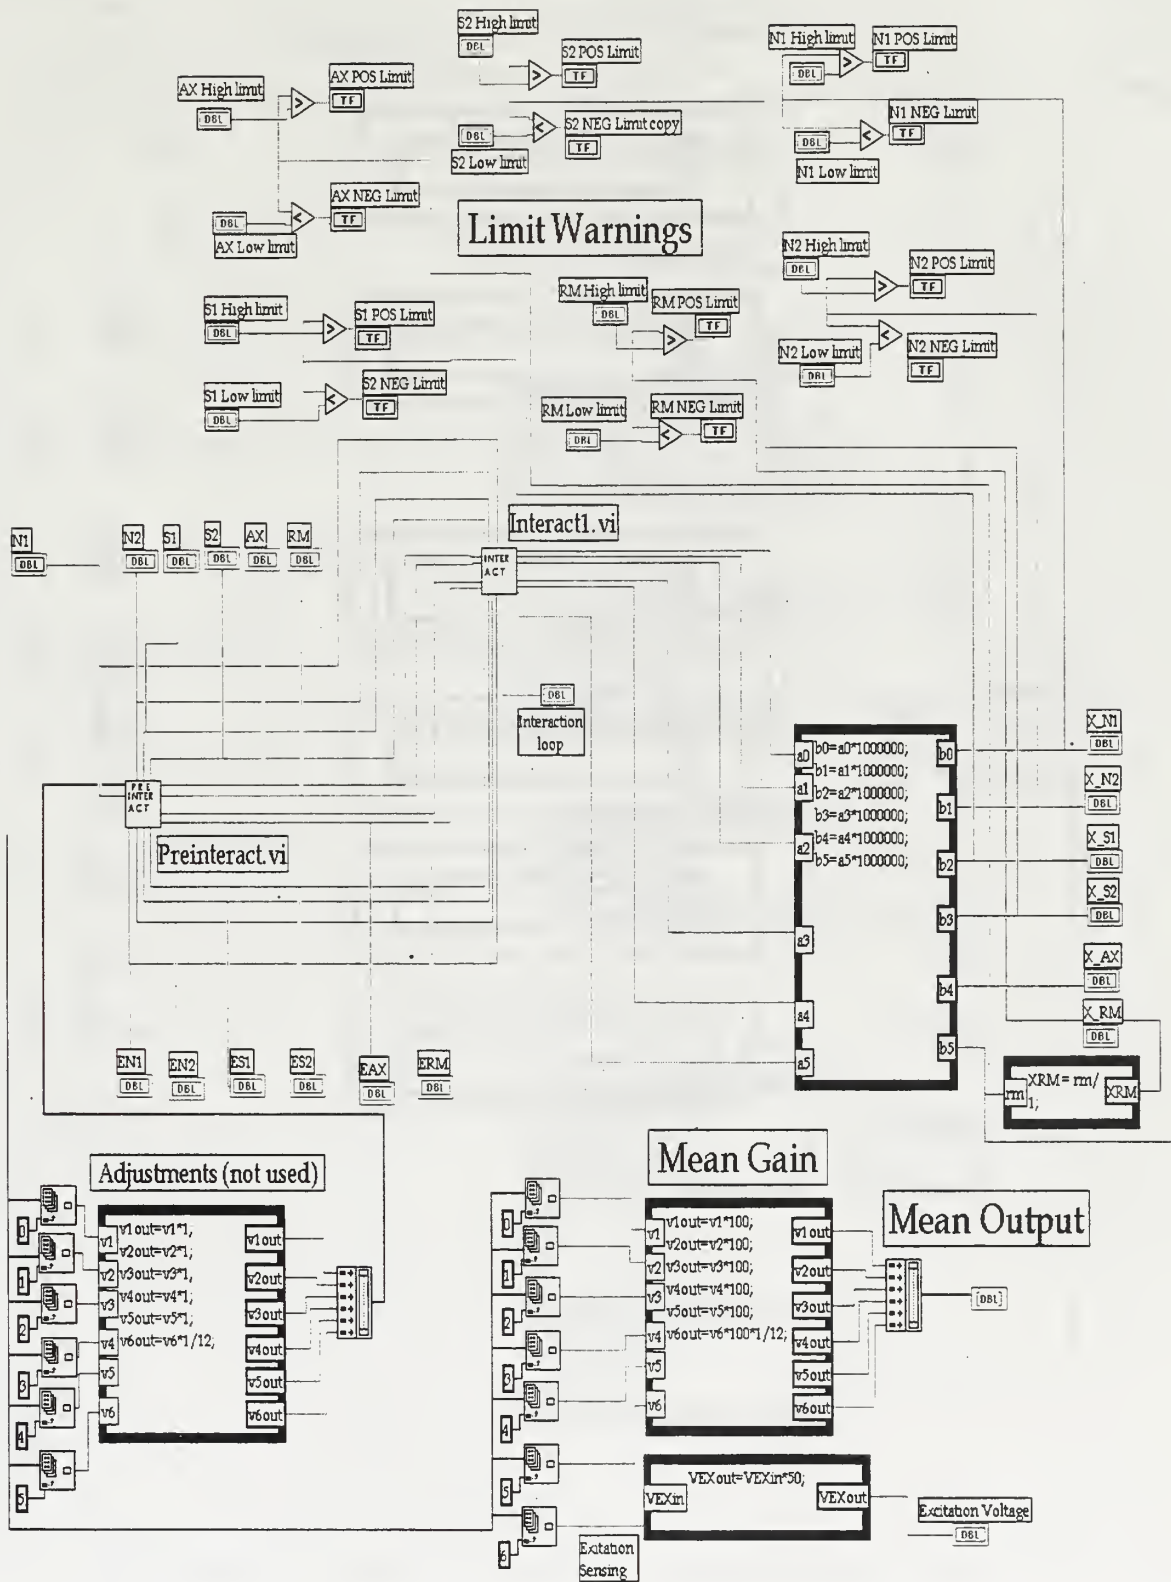 S2 High limit
DBL
S2 POS Limit
TF
N1 High limit
N1 POS Limit
DBL
TF
AX High limit
AX POS Limit
DBL
TF
S2 NEG Limit copy
TF
DBL
S2 Low limit
N1 NEG Limit
TF
DBL
N1 Low limit
AX NEG Limit
DBL
TF
AX Low limit
Limit Warnings
N2 High limit
DBL
N2 POS Limit
TF
S1 High limit
DBL
S1 POS Limit
TF
RM High limit
DBL
RM POS Limit
TF
N2 Low limit
DBL
N2 NEG Limit
TF
S1 Low limit
DBL
S2 NEG Limit
TF
RM Low limit
DBL
RM NEG Limit
TF
N1
DBL
N2
DBL
S1
DBL
S2
DBL
AX
DBL
RM
DBL
Interact1.vi
INTER
ACT
DBL
Interaction
loop
PRE
INTER
ACT
Preinteract.vi
a0
a1
a2
a3
a4
a5
b0=a0*1000000;
b1=a1*1000000;
b2=a2*1000000;
b3=a3*1000000;
b4=a4*1000000;
b5=a5*1000000;
b0
b1
b2
b3
b4
b5
X_N1
DBL
X_N2
DBL
X_S1
DBL
X_S2
DBL
X_AX
DBL
X_RM
DBL
rm
XRM = rm/
1;
XRM
EN1
DBL
EN2
DBL
ES1
DBL
ES2
DBL
EAX
DBL
ERM
DBL
Adjustments (not used)
0
1
2
3
4
5
v1
v2
v3
v4
v5
v6
v1out=v1*1;
v2out=v2*1;
v3out=v3*1,
v4out=v4*1;
v5out=v5*1;
v6out=v6*1/12;
v1out
v2out
v3out
v4out
v5out
v6out
Mean Gain
0
1
2
3
4
5
6
v1
v2
v3
v4
v5
v6
v1out=v1*100;
v2out=v2*100;
v3out=v3*100;
v4out=v4*100;
v5out=v5*100;
v6out=v6*100*1/12;
v1out
v2out
v3out
v4out
v5out
v6out
Mean Output
[DBL]
VEXin
VEXout=VEXin*50;
VEXout
Excitation Voltage
DBL
Exitation
Sensing